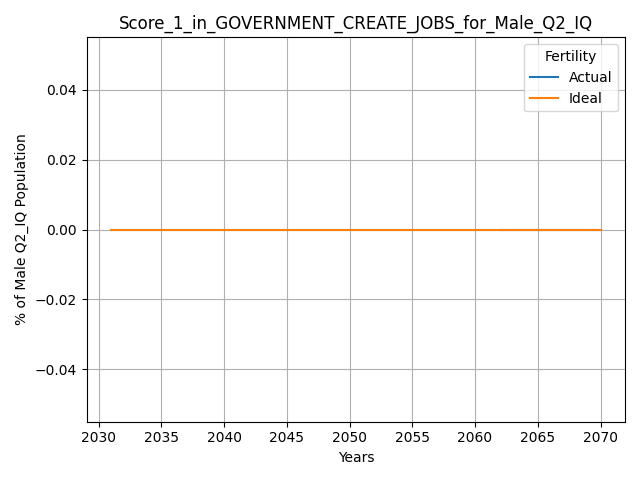 Score_1_in_GOVERNMENT_CREATE_JOBS_for_Male_Q2_IQ
Fertility
Actual
Ideal
0.04
0.02
0.00
−0.02
−0.04
% of Male Q2_IQ Population
2030 2035 2040 2045 2050 2055 2060 2065 2070
Years